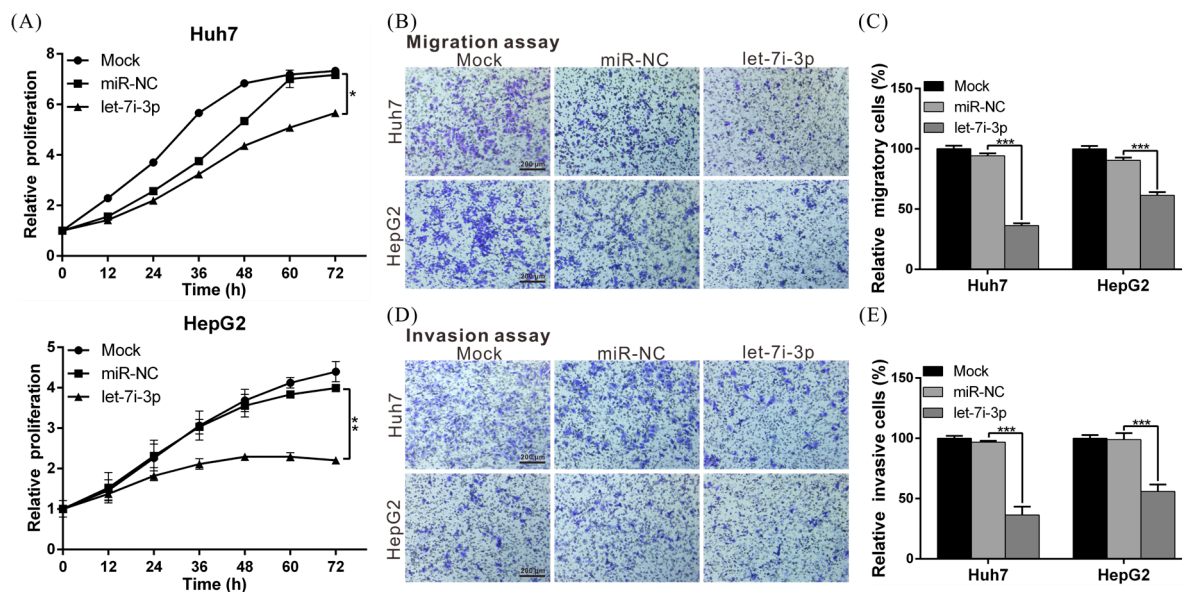 (A)
Huh7
Relative proliferation
8
6
4
2
0
Mock
miR-NC
let-7i-3p
*
0 12 24 36 48 60 72
Time (h)
HepG2
Relative proliferation
5
4
3
2
1
0
Mock
miR-NC
let-7i-3p
**
0 12 24 36 48 60 72
Time (h)
(B)
Migration assay
Mock miR-NC let-7i-3p
Huh7
200 μm
HepG2
200 μm
(C)
Relative migratory cells (%)
150
100
50
0
Mock
miR-NC
let-7i-3p
*** ***
Huh7 HepG2
(D)
Invasion assay
Mock miR-NC let-7i-3p
Huh7
200 μm
HepG2
200 μm
(E)
Relative invasive cells (%)
150
100
50
0
Mock
miR-NC
let-7i-3p
*** ***
Huh7 HepG2